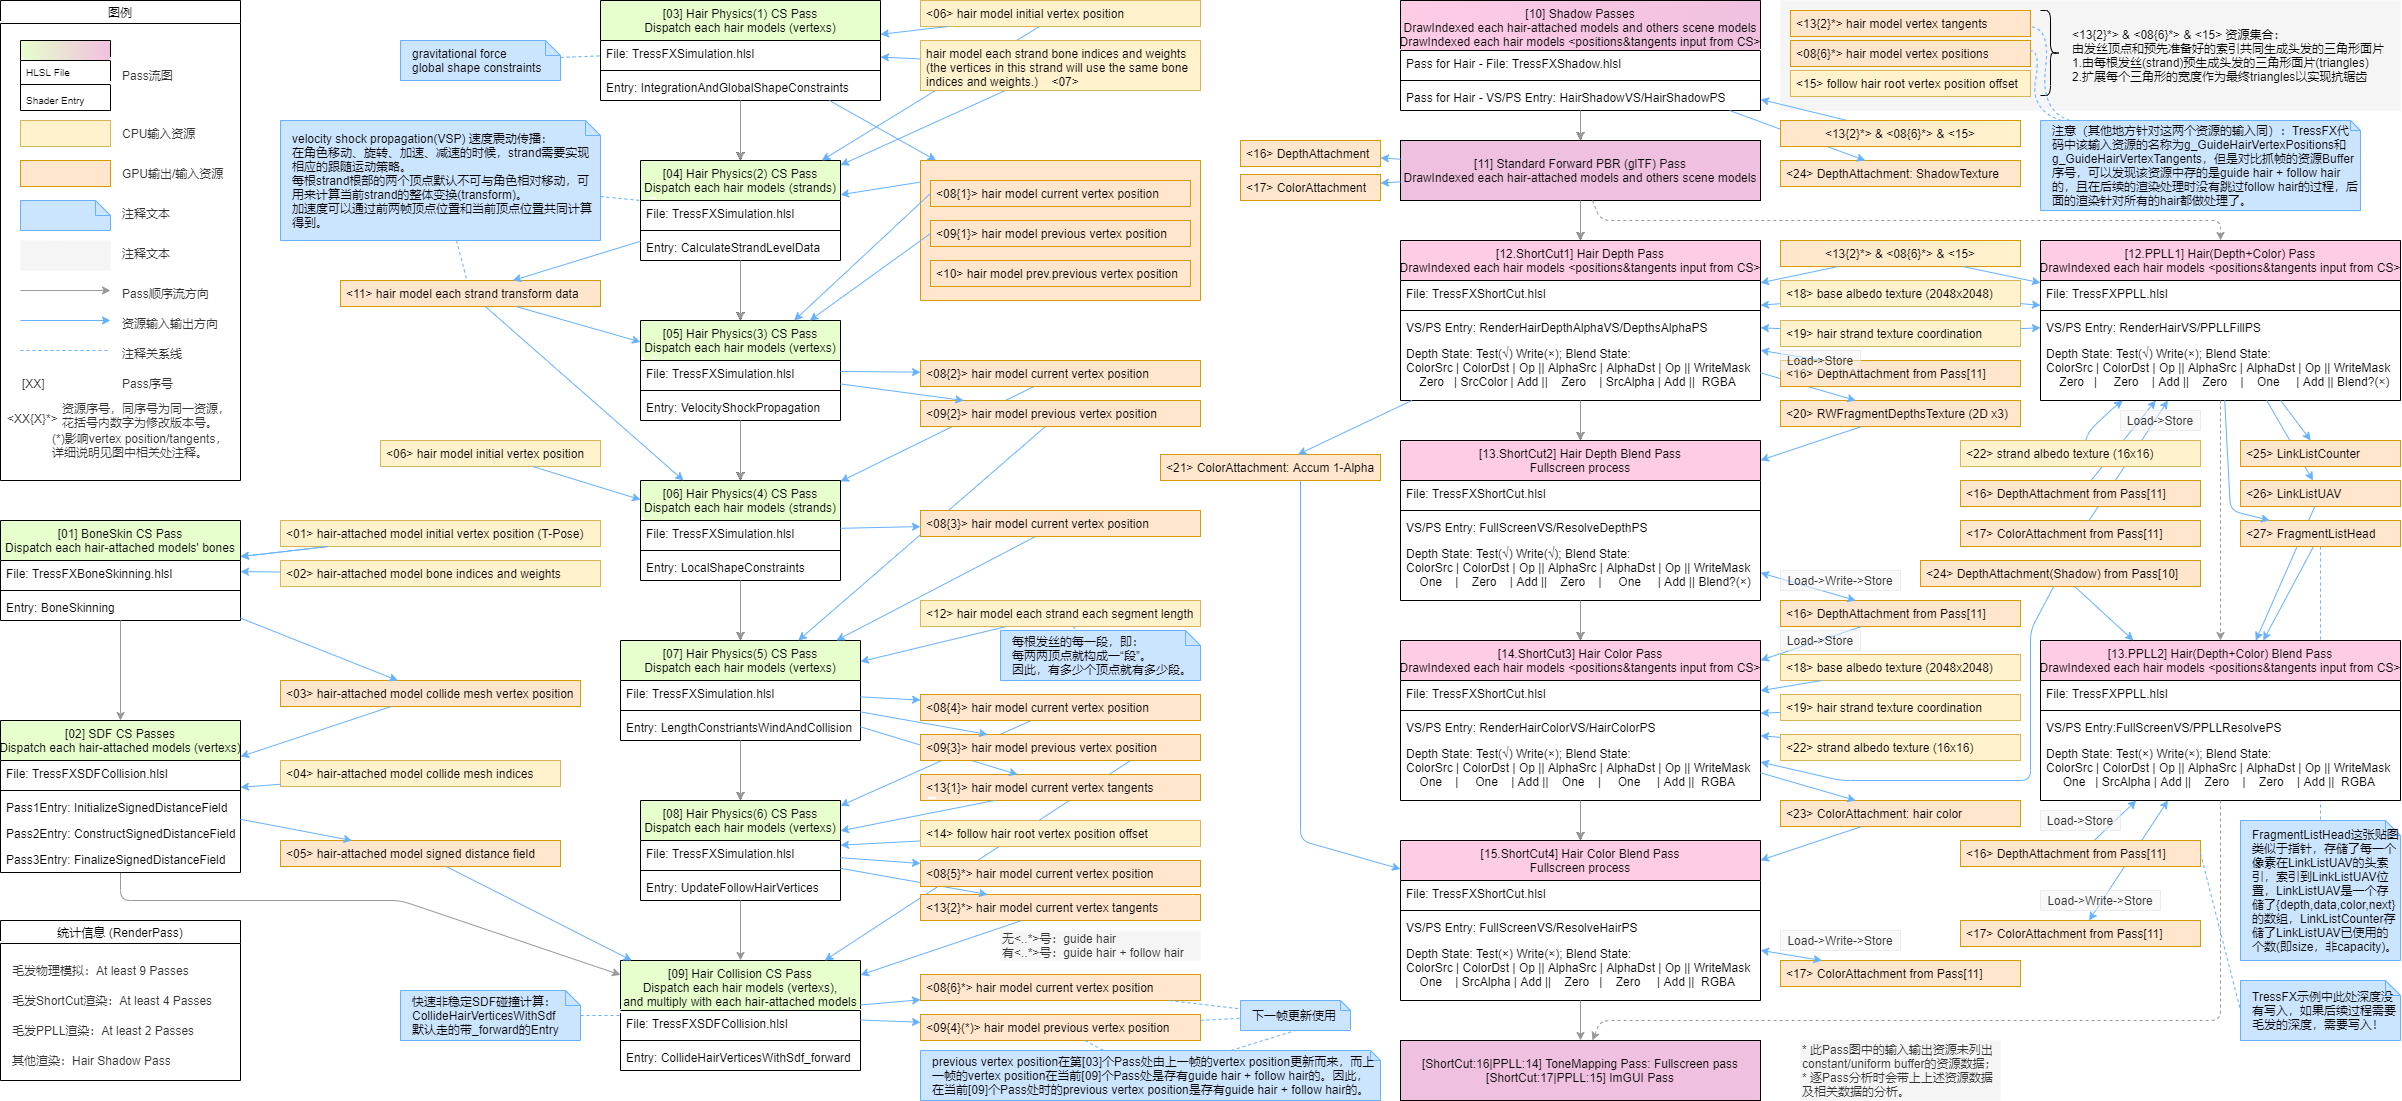 图例
HLSL File
Shader Entry
Pass流图
CPU输入资源
GPU输出/输入资源
注释文本
注释文本
Pass顺序流方向
资源输入输出方向
注释关系线
[XX]
Pass序号
<XX{X}*>
资源序号，同序号为同一资源，
花括号内数字为修改版本号。
(*)影响vertex position/tangents，
详细说明见图中相关处注释。
[01] BoneSkin CS Pass
Dispatch each hair-attached models' bones
File: TressFXBoneSkinning.hlsl
Entry: BoneSkinning
<01> hair-attached model initial vertex position (T-Pose)
<02> hair-attached model bone indices and weights
<03> hair-attached model collide mesh vertex position
[02] SDF CS Passes
Dispatch each hair-attached models (vertexs)
File: TressFXSDFCollision.hlsl
Pass1Entry: InitializeSignedDistanceField
Pass2Entry: ConstructSignedDistanceField
Pass3Entry: FinalizeSignedDistanceField
<04> hair-attached model collide mesh indices
<05> hair-attached model signed distance field
统计信息 (RenderPass)
毛发物理模拟：At least 9 Passes
毛发ShortCut渲染：At least 4 Passes
毛发PPLL渲染：At least 2 Passes
其他渲染：Hair Shadow Pass
[03] Hair Physics(1) CS Pass
Dispatch each hair models (vertexs)
File: TressFXSimulation.hlsl
Entry: IntegrationAndGlobalShapeConstraints
gravitational force
global shape constraints
<06> hair model initial vertex position
hair model each strand bone indices and weights
(the vertices in this strand will use the same bone
indices and weights.) <07>
velocity shock propagation(VSP) 速度震动传播：
在角色移动、旋转、加速、减速的时候，strand需要实现
相应的跟随运动策略。
每根strand根部的两个顶点默认不可与角色相对移动，可
用来计算当前strand的整体变换(transform)。
加速度可以通过前两帧顶点位置和当前顶点位置共同计算
得到。
[04] Hair Physics(2) CS Pass
Dispatch each hair models (strands)
File: TressFXSimulation.hlsl
Entry: CalculateStrandLevelData
<08{1}> hair model current vertex position
<09{1}> hair model previous vertex position
<10> hair model prev.previous vertex position
<11> hair model each strand transform data
[05] Hair Physics(3) CS Pass
Dispatch each hair models (vertexs)
File: TressFXSimulation.hlsl
Entry: VelocityShockPropagation
<08{2}> hair model current vertex position
<09{2}> hair model previous vertex position
<06> hair model initial vertex position
[06] Hair Physics(4) CS Pass
Dispatch each hair models (strands)
File: TressFXSimulation.hlsl
Entry: LocalShapeConstraints
<08{3}> hair model current vertex position
<12> hair model each strand each segment length
每根发丝的每一段，即：
每两两顶点就构成一“段”。
因此，有多少个顶点就有多少段。
[07] Hair Physics(5) CS Pass
Dispatch each hair models (vertexs)
File: TressFXSimulation.hlsl
Entry: LengthConstriantsWindAndCollision
<08{4}> hair model current vertex position
<09{3}> hair model previous vertex position
<13{1}> hair model current vertex tangents
[08] Hair Physics(6) CS Pass
Dispatch each hair models (vertexs)
File: TressFXSimulation.hlsl
Entry: UpdateFollowHairVertices
<14> follow hair root vertex position offset
<08{5}*> hair model current vertex position
<13{2}*> hair model current vertex tangents
无<..*>号：guide hair
有<..*>号：guide hair + follow hair
[09] Hair Collision CS Pass
Dispatch each hair models (vertexs),
and multiply with each hair-attached models
File: TressFXSDFCollision.hlsl
Entry: CollideHairVerticesWithSdf_forward
快速非稳定SDF碰撞计算：
CollideHairVerticesWithSdf
默认走的带_forward的Entry
<08{6}*> hair model current vertex position
<09{4}(*)> hair model previous vertex position
下一帧更新使用
previous vertex position在第[03]个Pass处由上一帧的vertex position更新而来，而上
一帧的vertex position在当前[09]个Pass处是存有guide hair + follow hair的。因此，
在当前[09]个Pass处时的previous vertex position是存有guide hair + follow hair的。
[10] Shadow Passes
DrawIndexed each hair-attached models and others scene models
DrawIndexed each hair models <positions&tangents input from CS>
Pass for Hair - File: TressFXShadow.hlsl
Pass for Hair - VS/PS Entry: HairShadowVS/HairShadowPS
<13{2}*> hair model vertex tangents
<08{6}*> hair model vertex positions
<15> follow hair root vertex position offset
<13{2}*> & <08{6}*> & <15> 资源集合：
由发丝顶点和预先准备好的索引共同生成头发的三角形面片
1.由每根发丝(strand)预生成头发的三角形面片(triangles)
2.扩展每个三角形的宽度作为最终triangles以实现抗锯齿
<13{2}*> & <08{6}*> & <15>
<24> DepthAttachment: ShadowTexture
注意（其他地方针对这两个资源的输入同）：TressFX代
码中该输入资源的名称为g_GuideHairVertexPositions和
g_GuideHairVertexTangents，但是对比抓帧的资源Buffer
序号，可以发现该资源中存的是guide hair + follow hair
的，且在后续的渲染处理时没有跳过follow hair的过程，后
面的渲染针对所有的hair都做处理了。
<16> DepthAttachment
<17> ColorAttachment
[11] Standard Forward PBR (glTF) Pass
DrawIndexed each hair-attached models and others scene models
[12.ShortCut1] Hair Depth Pass
DrawIndexed each hair models <positions&tangents input from CS>
File: TressFXShortCut.hlsl
VS/PS Entry: RenderHairDepthAlphaVS/DepthsAlphaPS
Depth State: Test(√) Write(×); Blend State:
ColorSrc | ColorDst | Op || AlphaSrc | AlphaDst | Op || WriteMask
Zero | SrcColor | Add || Zero | SrcAlpha | Add || RGBA
<13{2}*> & <08{6}*> & <15>
<18> base albedo texture (2048x2048)
<19> hair strand texture coordination
Load->Store
<16> DepthAttachment from Pass[11]
<20> RWFragmentDepthsTexture (2D x3)
<21> ColorAttachment: Accum 1-Alpha
[12.PPLL1] Hair(Depth+Color) Pass
DrawIndexed each hair models <positions&tangents input from CS>
File: TressFXPPLL.hlsl
VS/PS Entry: RenderHairVS/PPLLFillPS
Depth State: Test(√) Write(×); Blend State:
ColorSrc | ColorDst | Op || AlphaSrc | AlphaDst | Op || WriteMask
Zero | Zero | Add || Zero | One | Add || Blend?(×)
Load->Store
<22> strand albedo texture (16x16)
<16> DepthAttachment from Pass[11]
<17> ColorAttachment from Pass[11]
<25> LinkListCounter
<26> LinkListUAV
<27> FragmentListHead
<24> DepthAttachment(Shadow) from Pass[10]
[13.ShortCut2] Hair Depth Blend Pass
Fullscreen process
File: TressFXShortCut.hlsl
VS/PS Entry: FullScreenVS/ResolveDepthPS
Depth State: Test(√) Write(√); Blend State:
ColorSrc | ColorDst | Op || AlphaSrc | AlphaDst | Op || WriteMask
One | Zero | Add || Zero | One | Add || Blend?(×)
Load->Write->Store
<16> DepthAttachment from Pass[11]
Load->Store
[14.ShortCut3] Hair Color Pass
DrawIndexed each hair models <positions&tangents input from CS>
File: TressFXShortCut.hlsl
VS/PS Entry: RenderHairColorVS/HairColorPS
Depth State: Test(√) Write(×); Blend State:
ColorSrc | ColorDst | Op || AlphaSrc | AlphaDst | Op || WriteMask
One | One | Add || One | One | Add || RGBA
<18> base albedo texture (2048x2048)
<19> hair strand texture coordination
<22> strand albedo texture (16x16)
<23> ColorAttachment: hair color
[13.PPLL2] Hair(Depth+Color) Blend Pass
DrawIndexed each hair models <positions&tangents input from CS>
File: TressFXPPLL.hlsl
VS/PS Entry:FullScreenVS/PPLLResolvePS
Depth State: Test(×) Write(×); Blend State:
ColorSrc | ColorDst | Op || AlphaSrc | AlphaDst | Op || WriteMask
One | SrcAlpha | Add || Zero | Zero | Add || RGBA
Load->Store
<16> DepthAttachment from Pass[11]
Load->Write->Store
<17> ColorAttachment from Pass[11]
FragmentListHead这张贴图
类似于指针，存储了每一个
像素在LinkListUAV的头索
引，索引到LinkListUAV位
置，LinkListUAV是一个存
储了{depth,data,color,next}
的数组，LinkListCounter存
储了LinkListUAV已使用的
个数(即size，非capacity)。
TressFX示例中此处深度没
有写入，如果后续过程需要
毛发的深度，需要写入！
[15.ShortCut4] Hair Color Blend Pass
Fullscreen process
File: TressFXShortCut.hlsl
VS/PS Entry: FullScreenVS/ResolveHairPS
Depth State: Test(×) Write(×); Blend State:
ColorSrc | ColorDst | Op || AlphaSrc | AlphaDst | Op || WriteMask
One | SrcAlpha | Add || Zero | Zero | Add || RGBA
Load->Write->Store
<17> ColorAttachment from Pass[11]
[ShortCut:16|PPLL:14] ToneMapping Pass: Fullscreen pass
[ShortCut:17|PPLL:15] ImGUI Pass
* 此Pass图中的输入输出资源未列出
constant/uniform buffer的资源数据；
* 逐Pass分析时会带上上述资源数据
及相关数据的分析。